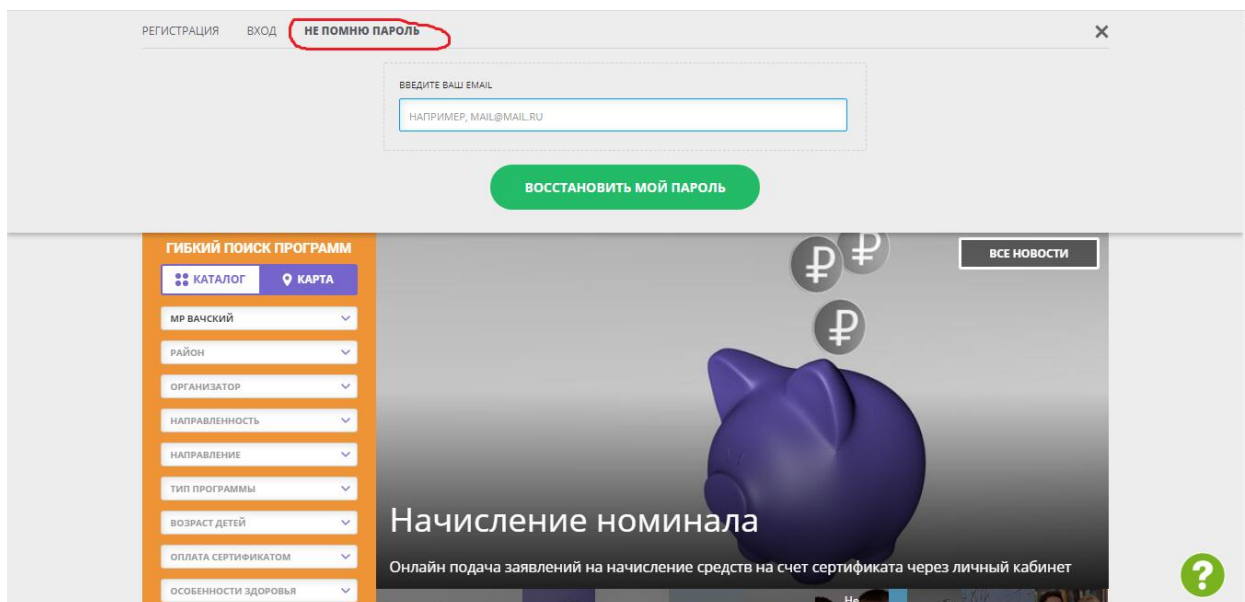 РЕГИСТРАЦИЯ ВХОД НЕ ПОМНЮ ПАРОЛЬ
ВВЕДИТЕ ВАШ EMAIL
НАПРИМЕР, MAIL@MAIL.RU
ВОССТАНОВИТЬ МОЙ ПАРОЛЬ
ГИБКИЙ ПОИСК ПРОГРАММ
КАТАЛОГ КАРТА
МР ВАЧСКИЙ
РАЙОН
ОРГАНИЗАТОР
НАПРАВЛЕННОСТЬ
НАПРАВЛЕНИЕ
ТИП ПРОГРАММЫ
ВОЗРАСТ ДЕТЕЙ
ОПЛАТА СЕРТИФИКАТОМ
ОСОБЕННОСТИ ЗДОРОВЬЯ
ВСЕ НОВОСТИ
Начисление номинала
Онлайн подача заявлений на начисление средств на счет сертификата через личный кабинет
Не